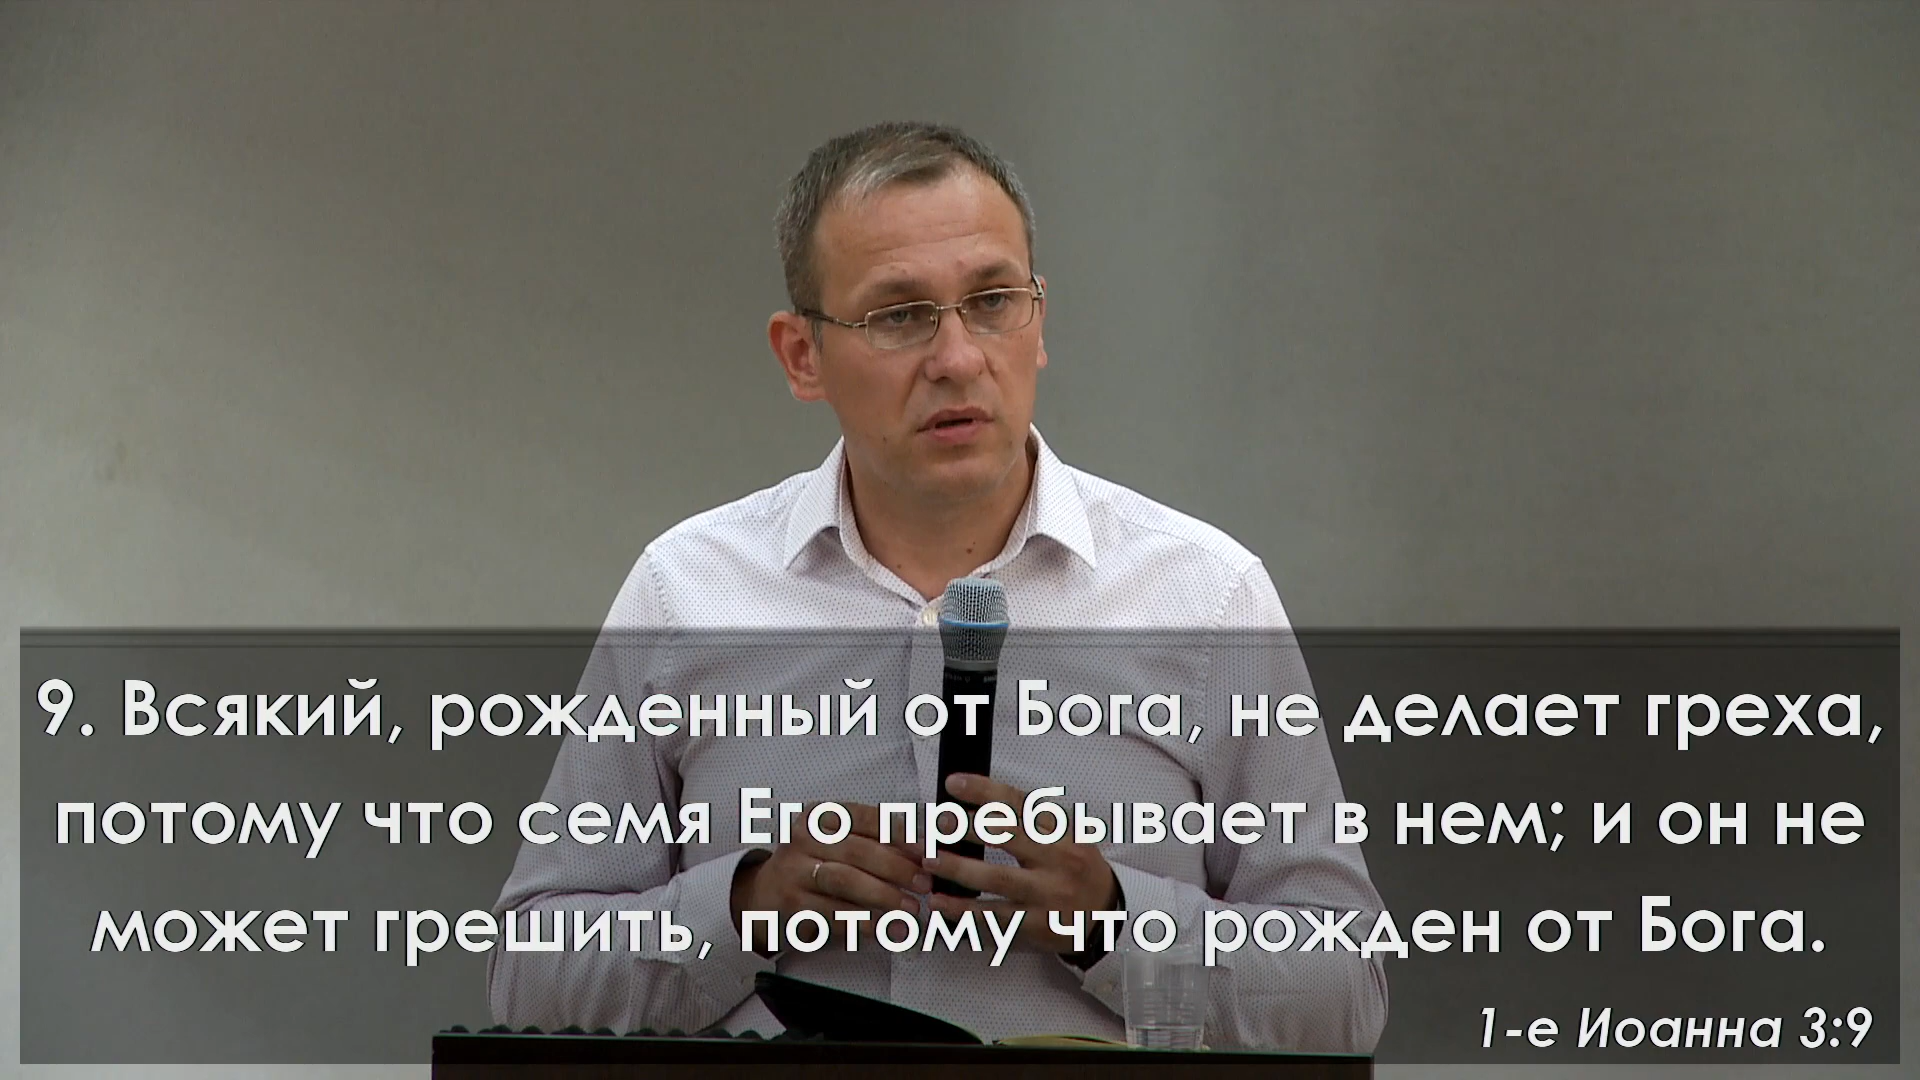 9. Всякий, рожденный от Бога, не делает греха,
потому что семя Его пребывает в нем; и он не
может грешить, потому что рожден от Бога.
1-е Иоанна 3:9